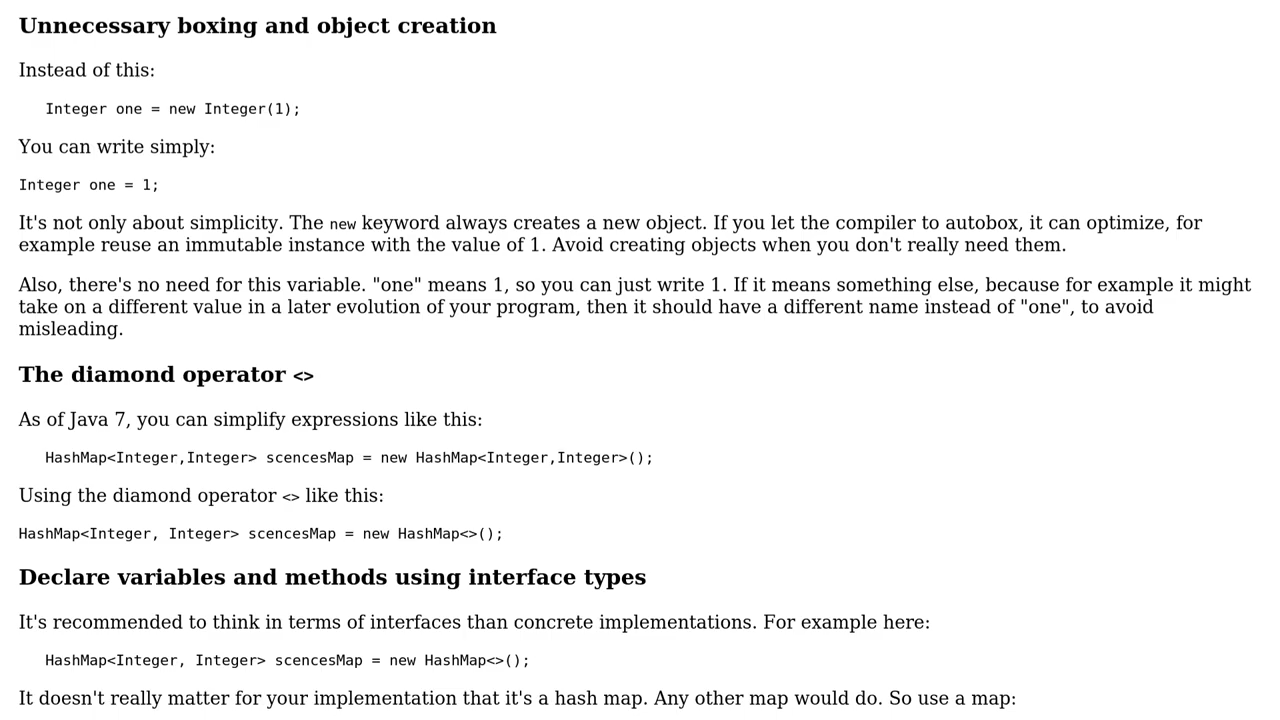 Unnecessary boxing and object creation
Instead of this:
Integer one = new Integer(1);
You can write simply:
Integer one = 1;
It's not only about simplicity. The new keyword always creates a new object. If you let the compiler to autobox, it can optimize, for
example reuse an immutable instance with the value of 1. Avoid creating objects when you don't really need them.
Also, there's no need for this variable. "one" means 1, so you can just write 1. If it means something else, because for example it might
take on a different value in a later evolution of your program, then it should have a different name instead of "one", to avoid
misleading.
The diamond operator <>
As of Java 7, you can simplify expressions like this:
HashMap<Integer,Integer> scencesMap = new HashMap<Integer,Integer>();
Using the diamond operator <> like this:
HashMap<Integer, Integer> scencesMap = new HashMap<>();
Declare variables and methods using interface types
It's recommended to think in terms of interfaces than concrete implementations. For example here:
HashMap<Integer, Integer> scencesMap = new HashMap<>();
It doesn't really matter for your implementation that it's a hash map. Any other map would do. So use a map: